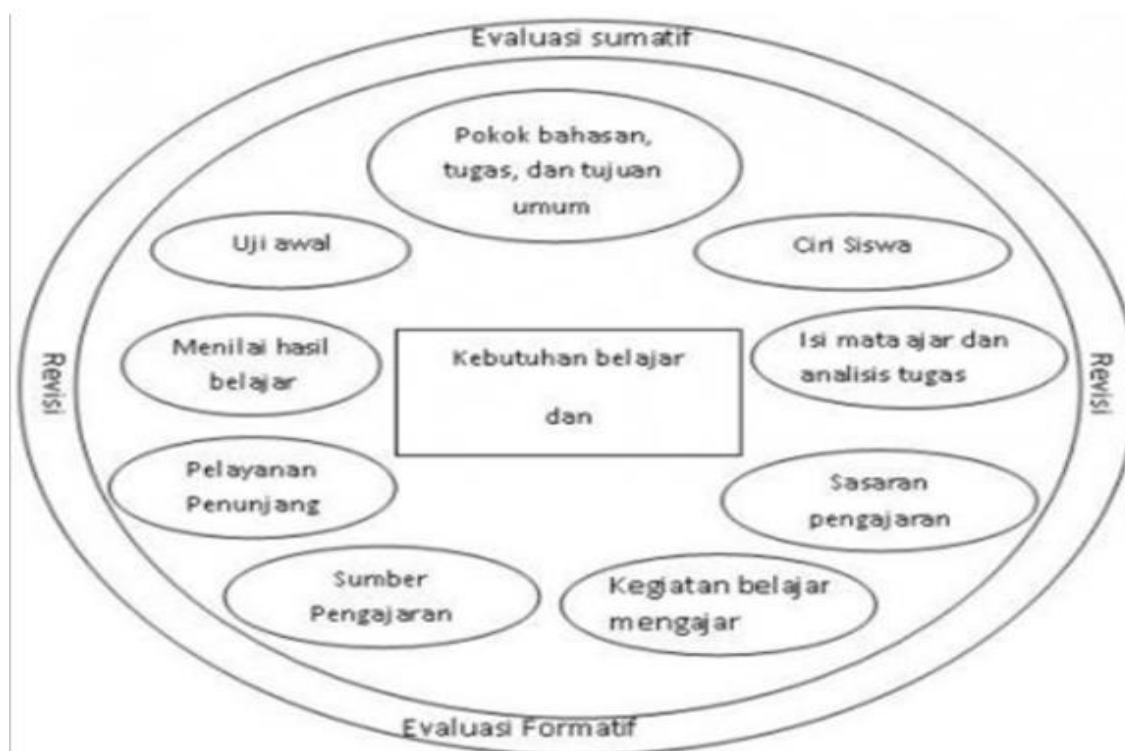 Evaluasi sumatif
Pokok bahasan,
tugas, dan tujuan
umum
Uji awal
Ciri Siswa
Menilai hasil
belajar
Kebutuhan belajar
dan
Isi mata ajar dan
analisis tugas
Revisi
Revisi
Pelayanan
Penunjang
Sasaran
pengajaran
Sumber
Pengajaran
Kegiatan belajar
mengajar
Evaluasi Formatif